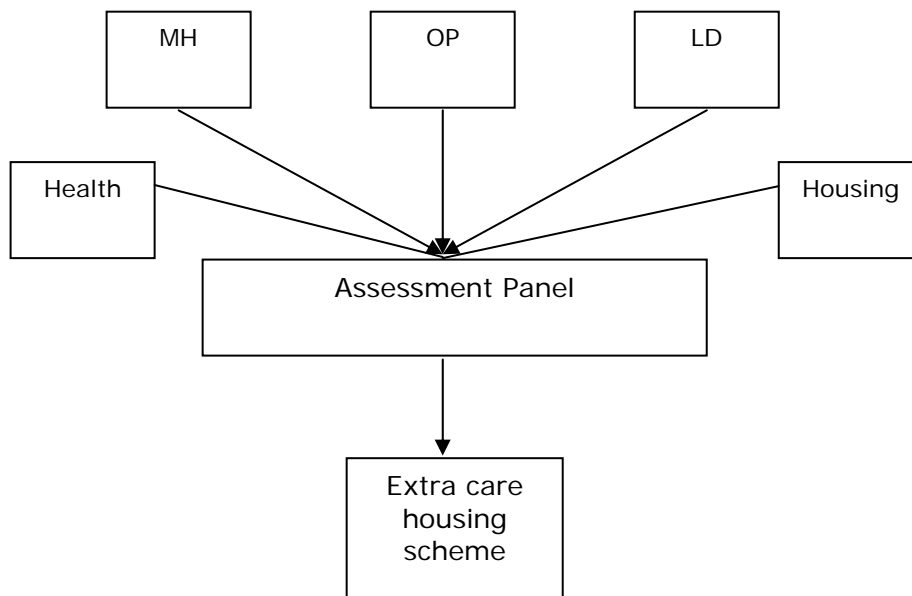 MH
OP
LD
Health
Housing
Assessment Panel
Extra care
housing
scheme